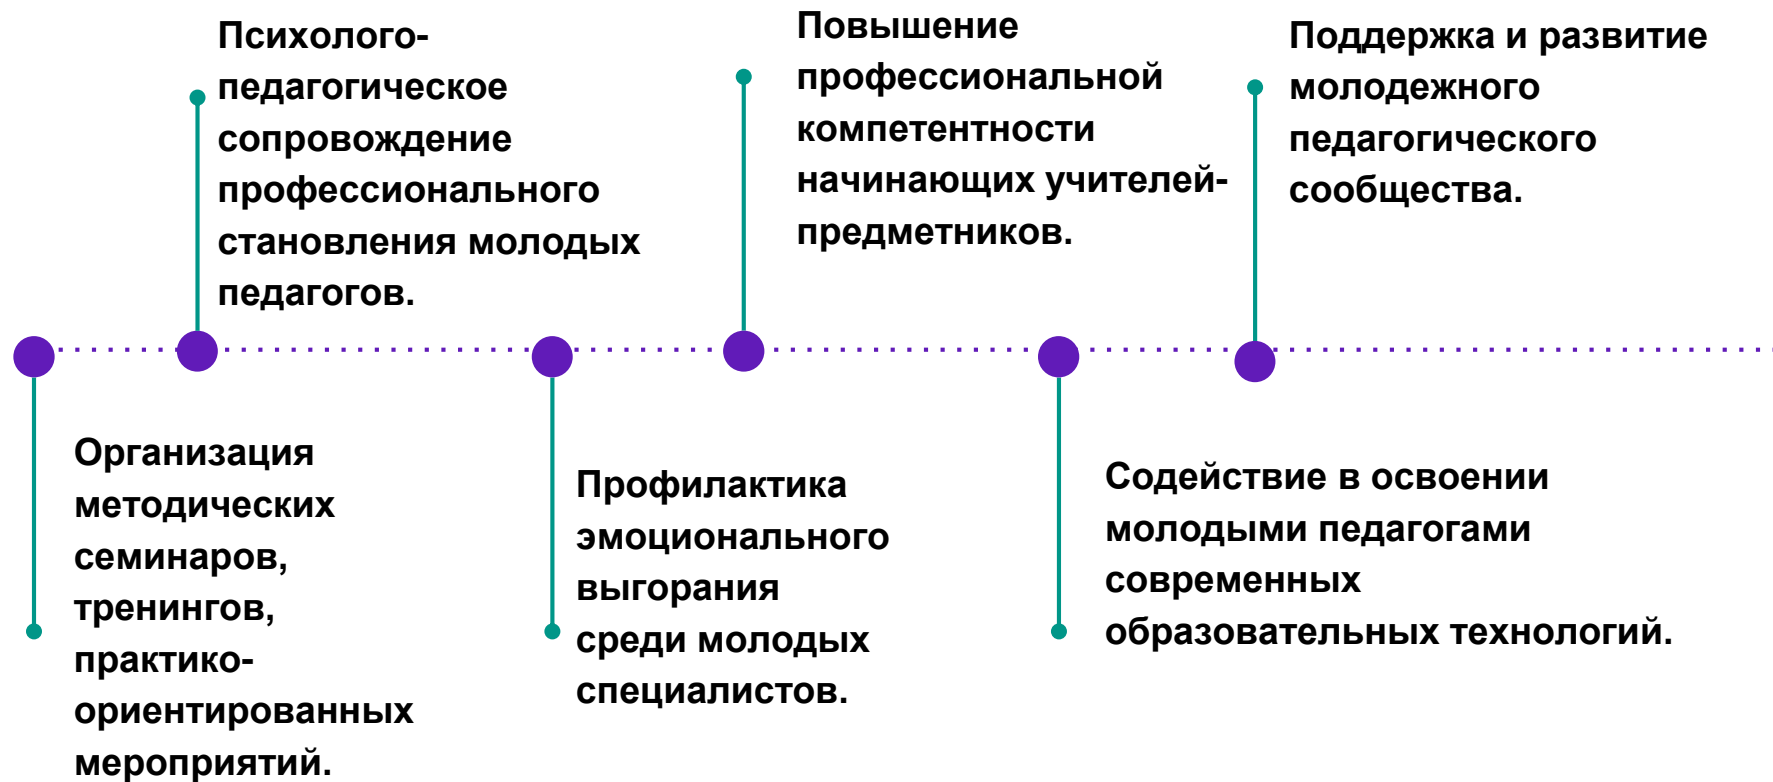 Психолого-
педагогическое
сопровождение
профессионального
становления молодых
педагогов.
Повышение
профессиональной
компетентности
начинающих учителей-
предметников.
Поддержка и развитие
молодежного
педагогического
сообщества.
Организация
методических
семинаров,
тренингов,
практико-
ориентированных
мероприятий.
Профилактика
эмоционального
выгорания
среди молодых
специалистов.
Содействие в освоении
молодыми педагогами
современных
образовательных технологий.